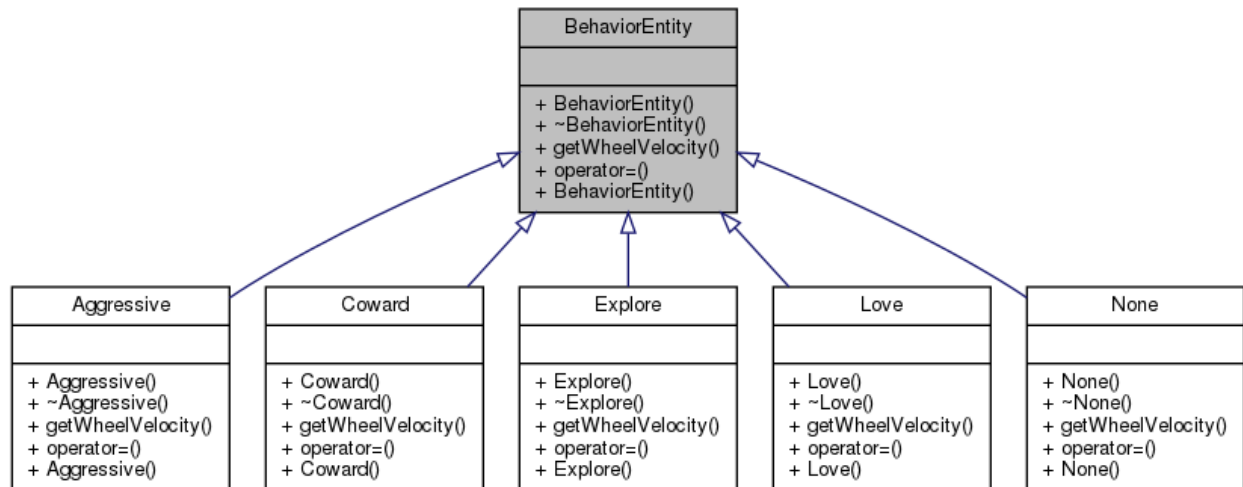 BehaviorEntity
+ BehaviorEntity()
+ ~BehaviorEntity()
+ getWheelVelocity()
+ operator=()
+ BehaviorEntity()
Aggressive
+ Aggressive()
+ ~Aggressive()
+ getWheelVelocity()
+ operator=()
+ Aggressive()
Coward
+ Coward()
+ ~Coward()
+ getWheelVelocity()
+ operator=()
+ Coward()
Explore
+ Explore()
+ ~Explore()
+ getWheelVelocity()
+ operator=()
+ Explore()
Love
+ Love()
+ ~Love()
+ getWheelVelocity()
+ operator=()
+ Love()
None
+ None()
+ ~None()
+ getWheelVelocity()
+ operator=()
+ None()